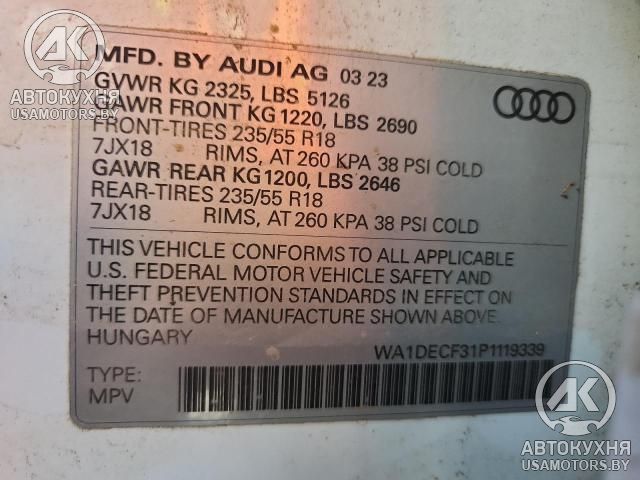 MFD. BY AUDI AG 03 23
GVWR KG 2325, LBS 5126
GAWR FRONT KG 1220, LBS 2690
FRONT-TIRES 235/55 R18
7JX18 RIMS, AT 260 KPA 38 PSI COLD
GAWR REAR KG 1200, LBS 2646
REAR-TIRES 235/55 R18
7JX18 RIMS, AT 260 KPA 38 PSI COLD
THIS VEHICLE CONFORMS TO ALL APPLICABLE
U.S. FEDERAL MOTOR VEHICLE SAFETY AND
THEFT PREVENTION STANDARDS IN EFFECT ON
THE DATE OF MANUFACTURE SHOWN ABOVE.
HUNGARY
WA1DECF31P1119339
TYPE:
MPV
АВТОКУХНЯ
USAMOTORS.BY
АВТОКУХНЯ
USAMOTORS.BY